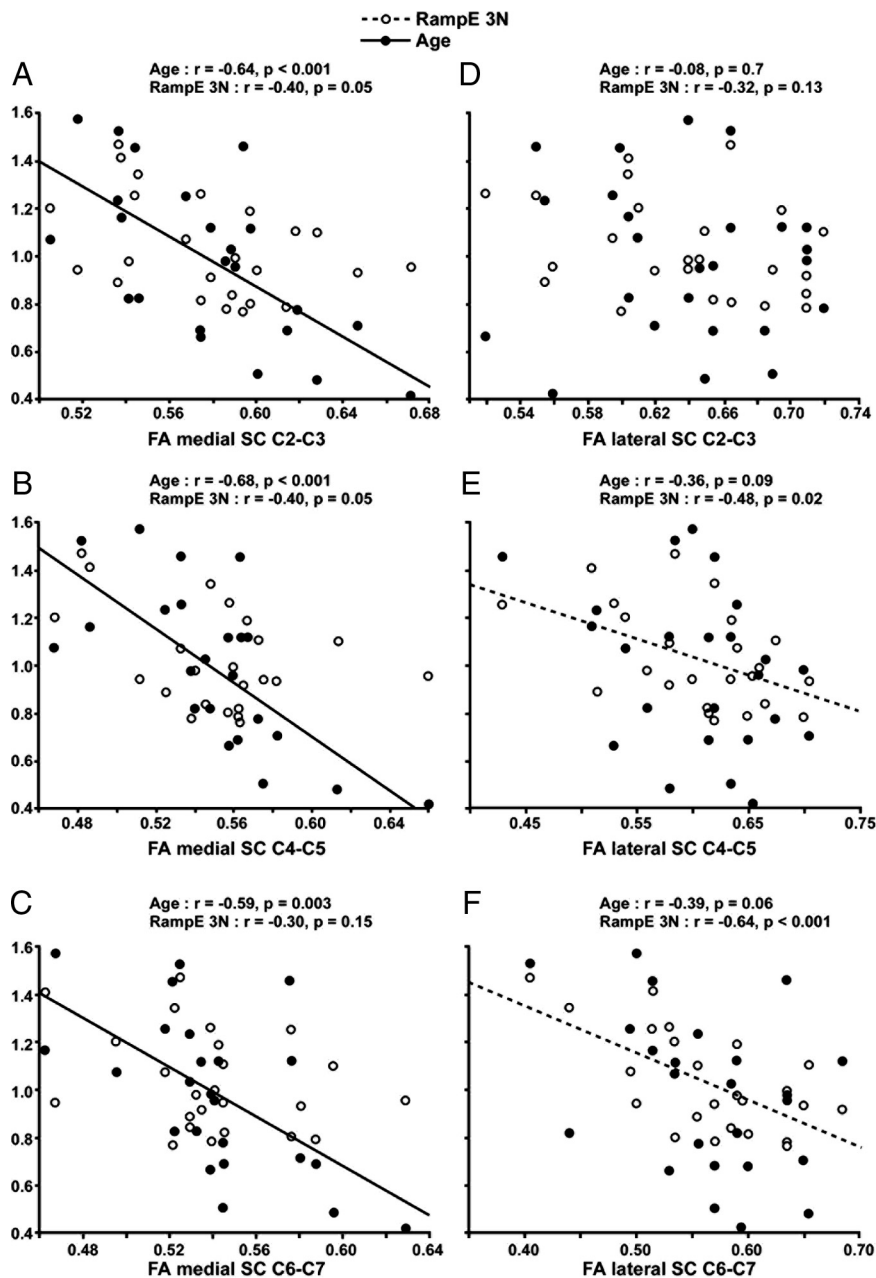 RampE 3N
Age
A
Age : r = -0.64, p < 0.001
RampE 3N : r = -0.40, p = 0.05
1.6
1.4
1.2
1.0
0.8
0.6
0.4
0.52 0.56 0.60 0.64 0.68
FA medial SC C2-C3
D
Age : r = -0.08, p = 0.7
RampE 3N : r = -0.32, p = 0.13
0.54 0.58 0.62 0.66 0.70 0.74
FA lateral SC C2-C3
B
Age : r = -0.68, p < 0.001
RampE 3N : r = -0.40, p = 0.05
1.6
1.4
1.2
1.0
0.8
0.6
0.4
0.48 0.52 0.56 0.60 0.64
FA medial SC C4-C5
E
Age : r = -0.36, p = 0.09
RampE 3N : r = -0.48, p = 0.02
0.45 0.55 0.65 0.75
FA lateral SC C4-C5
C
Age : r = -0.59, p = 0.003
RampE 3N : r = -0.30, p = 0.15
1.6
1.4
1.2
1.0
0.8
0.6
0.4
0.48 0.52 0.56 0.60 0.64
FA medial SC C6-C7
F
Age : r = -0.39, p = 0.06
RampE 3N : r = -0.64, p < 0.001
0.40 0.50 0.60 0.70
FA lateral SC C6-C7